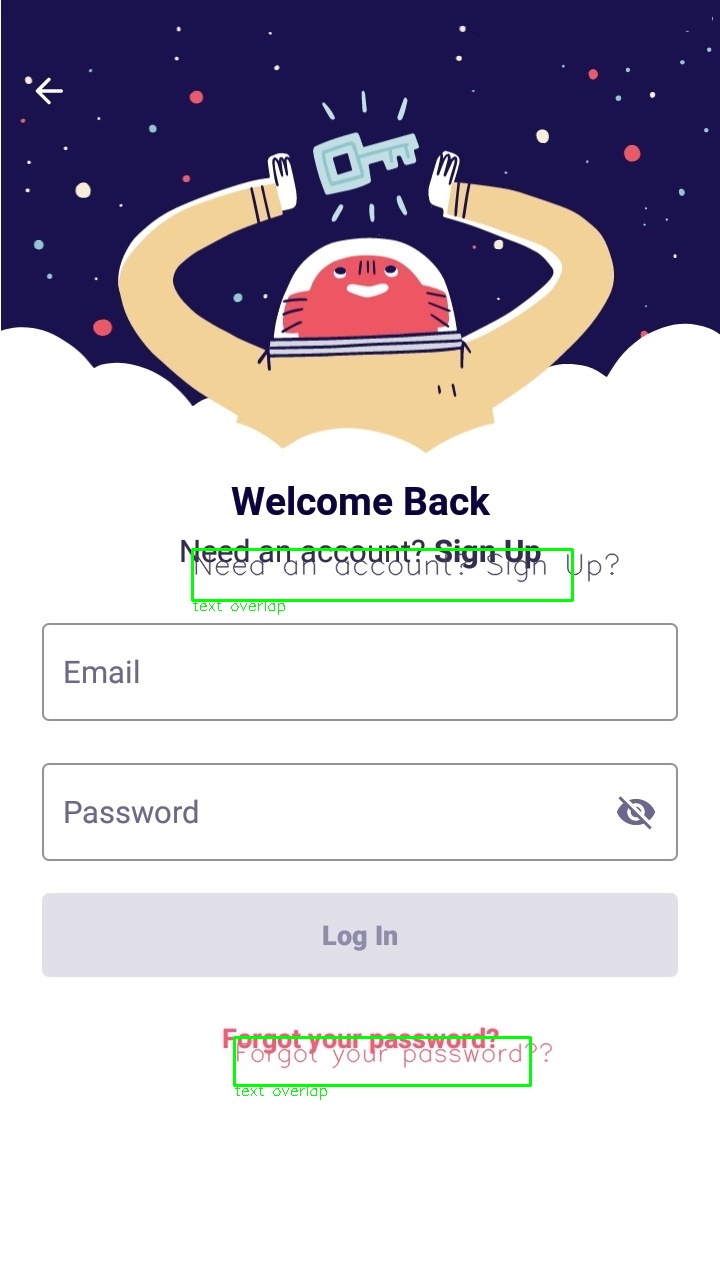 Welcome Back
Need an account? Sign Up
Need an account? Sign Up?
text overlap
Email
Password
Log In
Forgot your password?
Forgot your password??
text overlap